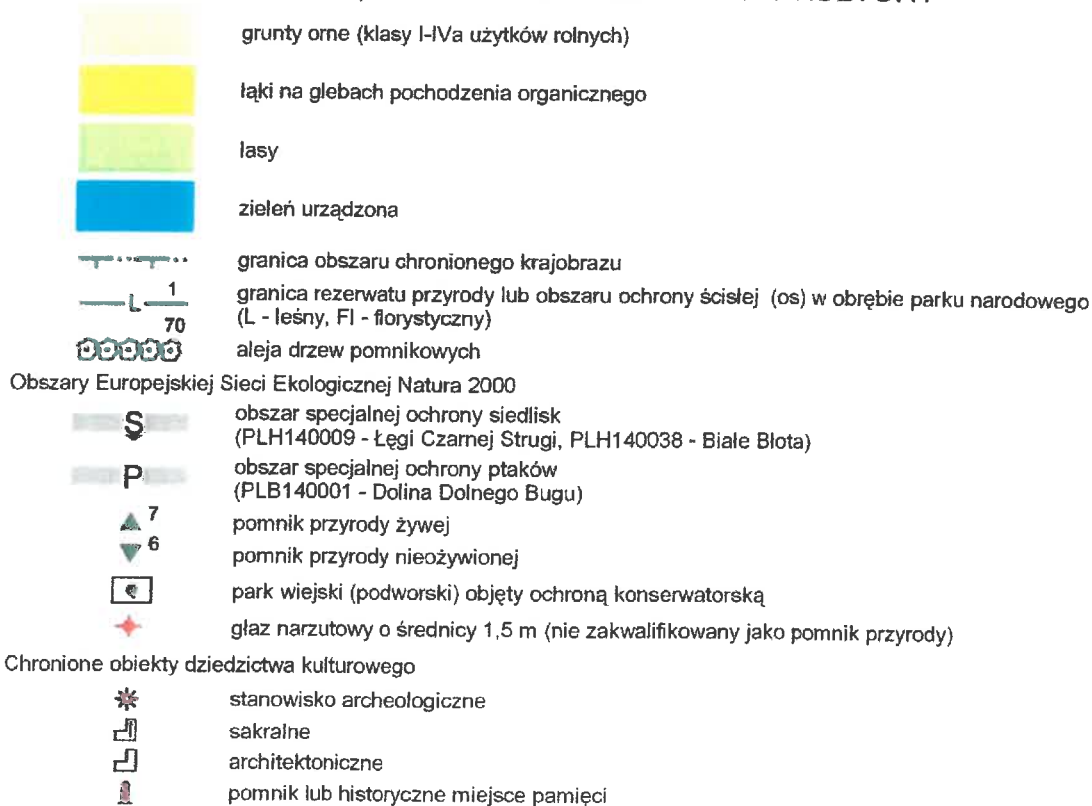 grunty orne (klasy I-IVa użytków rolnych)
łąki na glebach pochodzenia organicznego
lasy
zieleń urządzona
granica obszaru chronionego krajobrazu
L 1 70
granica rezerwatu przyrody lub obszaru ochrony ścisłej (os) w obrębie parku narodowego
(L - leśny, Fl - florystyczny)
aleja drzew pomnikowych
Obszary Europejskiej Sieci Ekologicznej Natura 2000
S
obszar specjalnej ochrony siedlisk
(PLH140009 - Łęgi Czarnej Strugi, PLH140038 - Białe Błota)
P
obszar specjalnej ochrony ptaków
(PLB140001 - Dolina Dolnego Bugu)
7 pomnik przyrody żywej
6 pomnik przyrody nieożywionej
park wiejski (podworski) objęty ochroną konserwatorską
głaz narzutowy o średnicy 1,5 m (nie zakwalifikowany jako pomnik przyrody)
Chronione obiekty dziedzictwa kulturowego
stanowisko archeologiczne
sakralne
architektoniczne
pomnik lub historyczne miejsce pamięci